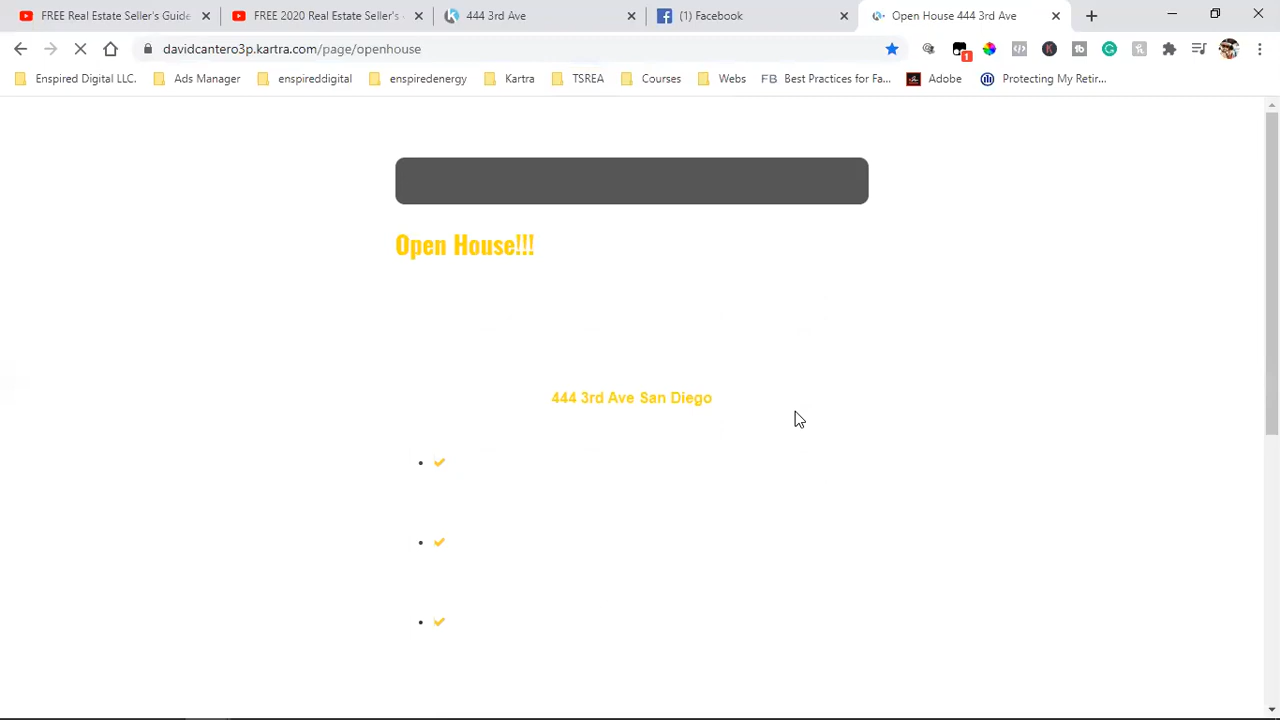 FREE Real Estate Seller's Guide
FREE 2020 Real Estate Seller's
444 3rd Ave
(1) Facebook
Open House 444 3rd Ave
davidcantero3p.kartra.com/page/openhouse
1
Enspired Digital LLC.
Ads Manager
enspireddigital
enspiredenergy
Kartra
TSREA
Courses
Webs
FB Best Practices for Fa...
Adobe
Protecting My Retir...
Open House!!!
444 3rd Ave San Diego